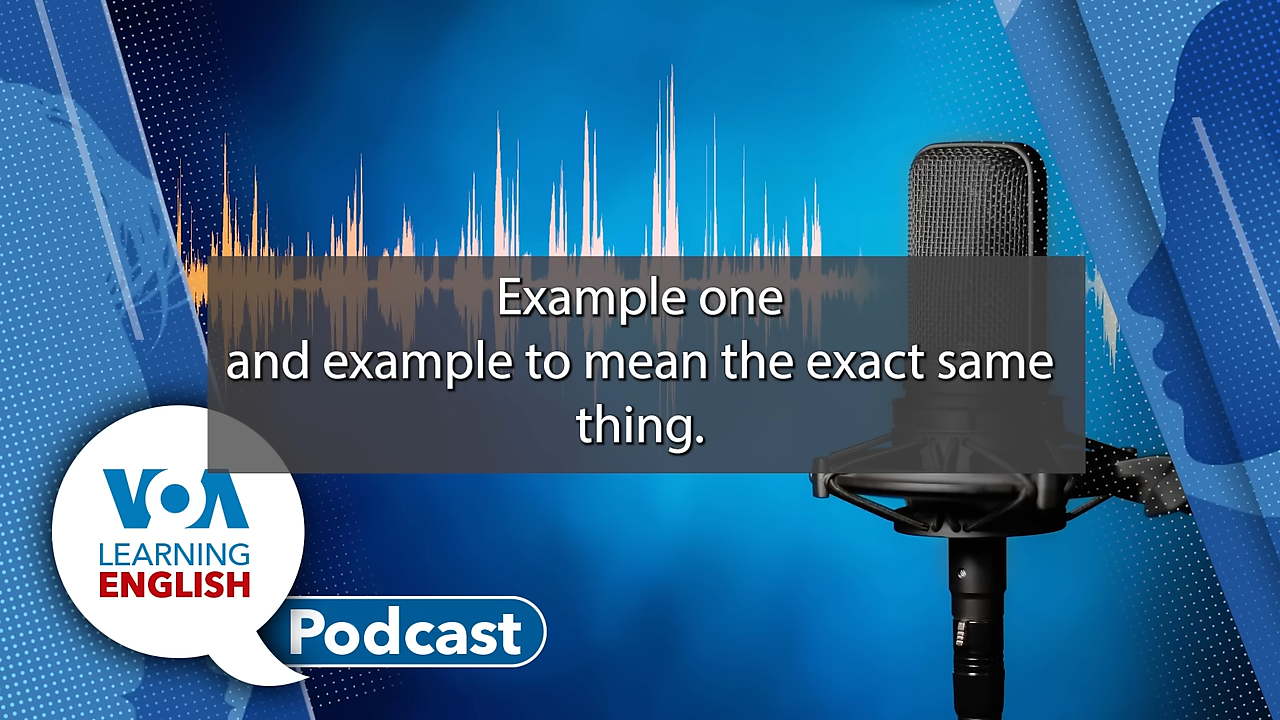 Example one
and example to mean the exact same
thing.
VOA
LEARNING
ENGLISH
Podcast